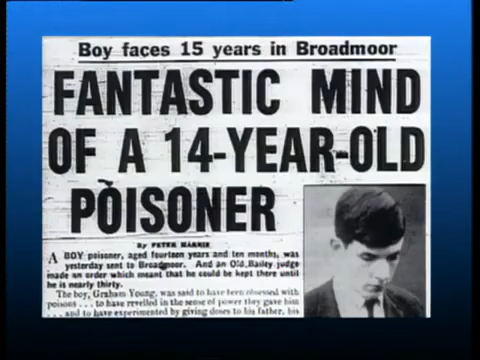 Boy faces 15 years in Broadmoor
FANTASTIC MIND
OF A 14-YEAR-OLD
POISONER
By PETER HARRIS
A BOY poisoner, aged fourteen years and ten months, was
yesterday sent to Broadmoor. And an Old Bailey judge
made an order which meant that he could be kept there until
he is nearly thirty.
The boy, Graham Young, was said to have been obsessed with
poisons . . . to have revelled in the sense of power they gave him
. . . and to have experimented by giving doses to his father, his